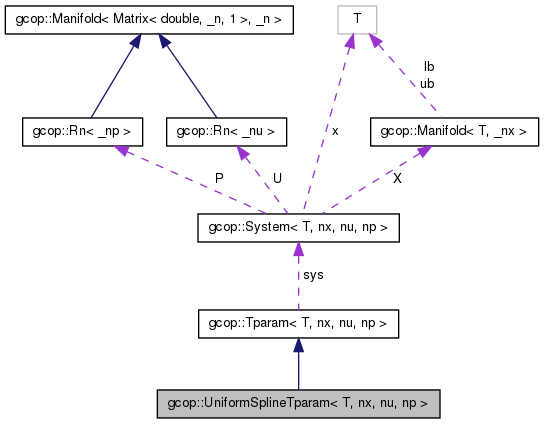 gcop::Manifold< Matrix< double, _n, 1 >, _n >
T
lb
ub
gcop::Rn< _np >
gcop::Rn< _nu >
x
gcop::Manifold< T, _nx >
P
U
X
gcop::System< T, nx, nu, np >
sys
gcop::Tparam< T, nx, nu, np >
gcop::UniformSplineTparam< T, nx, nu, np >